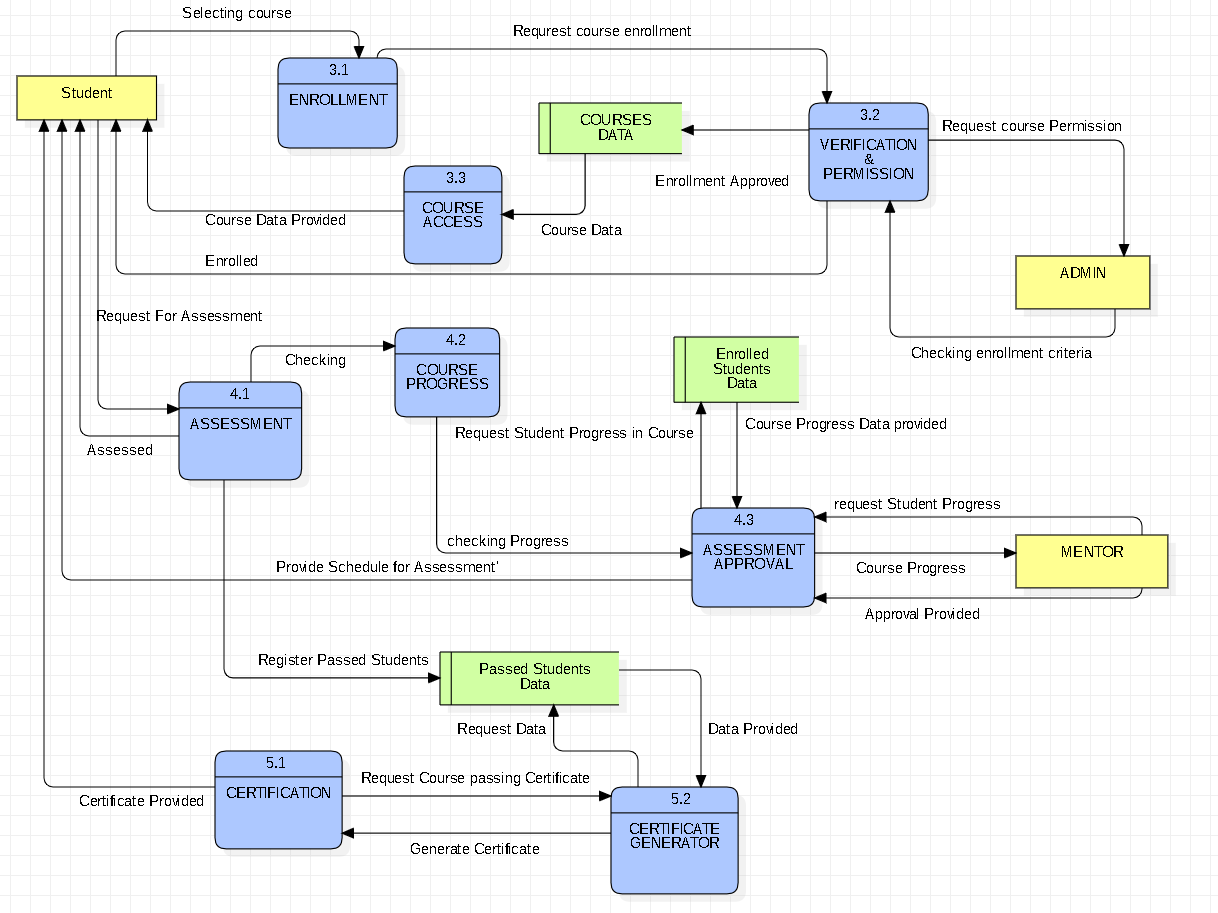 Selecting course
Requrest course enrollment
3.1
ENROLLMENT
Student
COURSES
DATA
3.2
VERIFICATION
&
PERMISSION
Request course Permission
Enrollment Approved
3.3
COURSE
ACCESS
Course Data Provided
Course Data
Enrolled
ADMIN
Checking enrollment criteria
Request For Assessment
Checking
4.2
COURSE
PROGRESS
Enrolled
Students
Data
4.1
ASSESSMENT
Assessed
Request Student Progress in Course
Course Progress Data provided
request Student Progress
4.3
ASSESSMENT
APPROVAL
checking Progress
MENTOR
Provide Schedule for Assessment'
Course Progress
Approval Provided
Register Passed Students
Passed Students
Data
Request Data
Data Provided
5.1
CERTIFICATION
Request Course passing Certificate
Certificate Provided
5.2
CERTIFICATE
GENERATOR
Generate Certificate